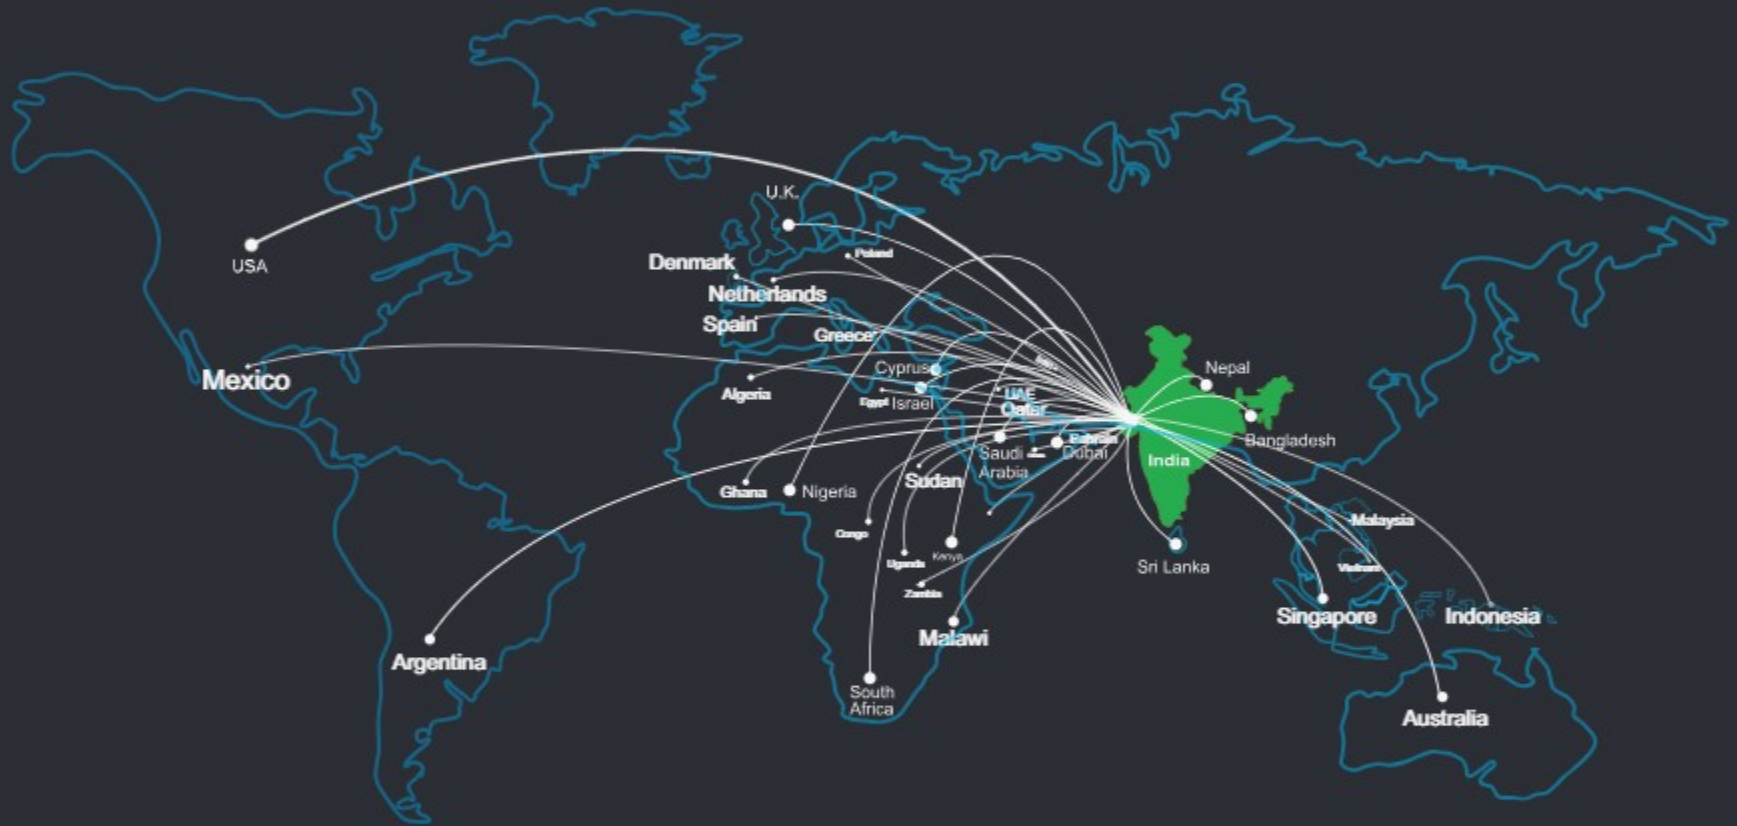 U.K.
Poland
Denmark
USA
Netherlands
Spain
Greece
Cyprus
Nepal
Mexico
Algeria
Egypt
Israel
UAE
Qatar
Bahrain
Bangladesh
Saudi
Arabia
Dubai
India
Sudan
Ghana
Nigeria
Malaysia
Congo
Kenya
Uganda
Vietnam
Sri Lanka
Zambia
Singapore
Indonesia
Malawi
Argentina
South
Africa
Australia